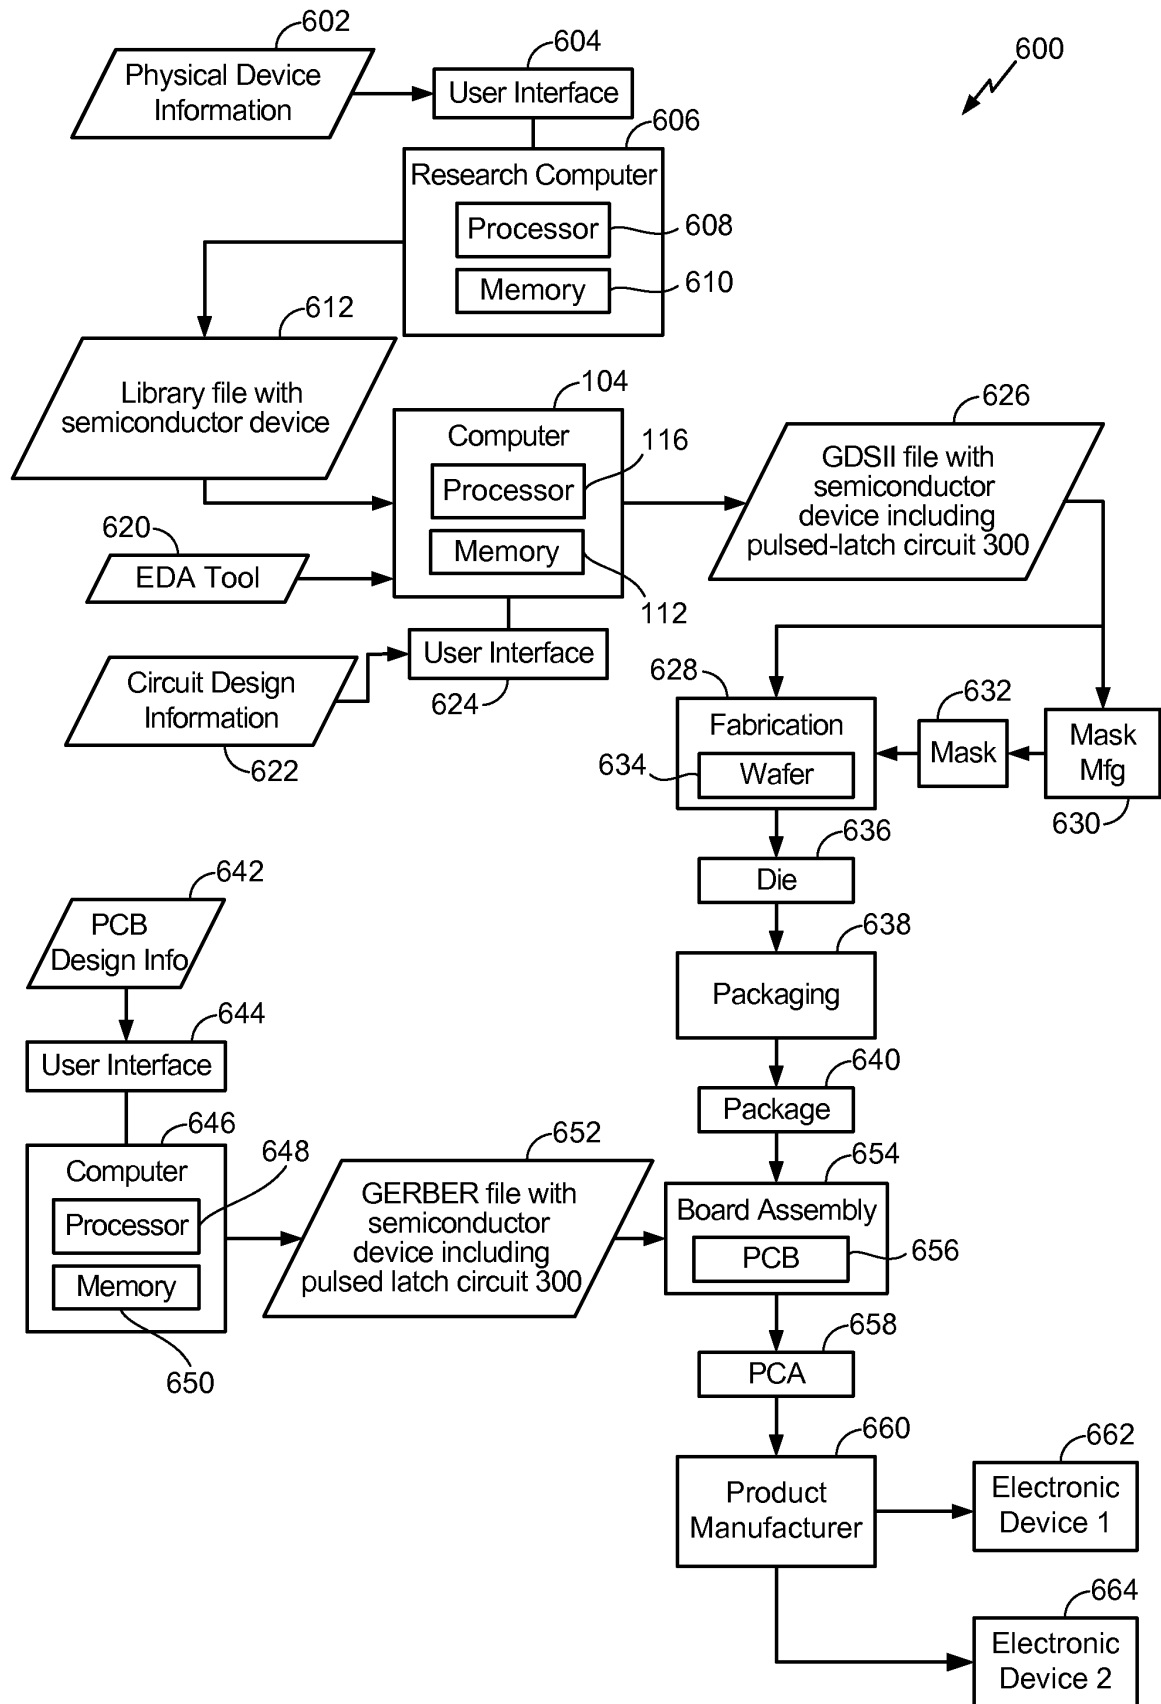 602
Physical Device
Information
604
User Interface
600
606
Research Computer
Processor
608
Memory
610
612
Library file with
semiconductor device
104
Computer
116
Processor
Memory
112
620
EDA Tool
User Interface
624
Circuit Design
Information
622
626
GDSII file with
semiconductor
device including
pulsed-latch circuit 300
628
Fabrication
634
Wafer
632
Mask
Mask
Mfg
630
636
Die
638
Packaging
640
Package
642
PCB
Design Info
644
User Interface
646
Computer
648
Processor
Memory
650
652
GERBER file with
semiconductor
device including
pulsed latch circuit 300
654
Board Assembly
PCB
656
658
PCA
660
Product
Manufacturer
662
Electronic
Device 1
664
Electronic
Device 2